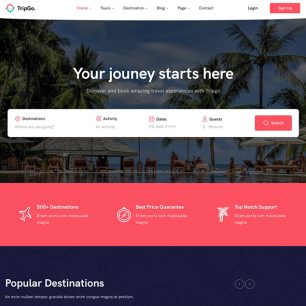 TripGo.
Home Tours Destination Blog Page Contact Login Sign Up
Your jouney starts here
Discover and book amazing travel experiences with Tripgo
Destinations Activity Dates Guests
Where are you going? All Activity DD-MM-YYYY 2 Persons Search
500+ Destinations Best Price Guarantee Top Notch Support
Etiam porta sem malesuada Etiam porta sem malesuada Etiam porta sem malesuada
magna magna magna
Popular Destinations
An enim nullam tempor gravida donec enim congue magna at pretium.